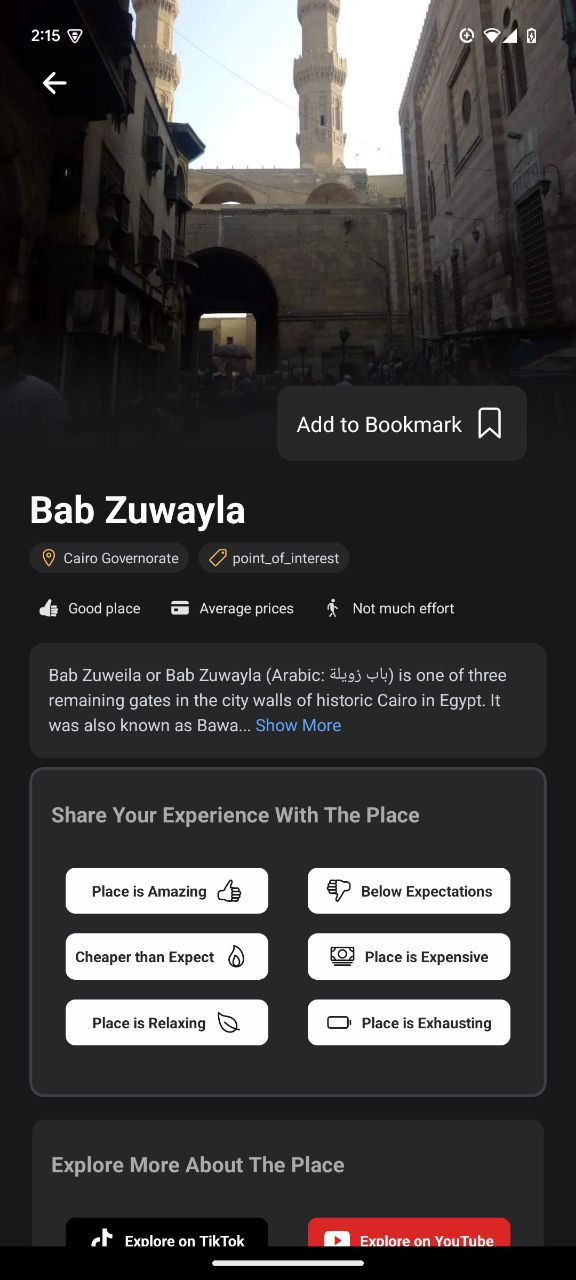 2:15
Add to Bookmark
Bab Zuwayla
Cairo Governorate
point_of_interest
Good place
Average prices
Not much effort
Bab Zuweila or Bab Zuwayla (Arabic: باب زويلة) is one of three
remaining gates in the city walls of historic Cairo in Egypt. It
was also known as Bawa... Show More
Share Your Experience With The Place
Place is Amazing
Below Expectations
Cheaper than Expect
Place is Expensive
Place is Relaxing
Place is Exhausting
Explore More About The Place
Explore on TikTok
Explore on YouTube